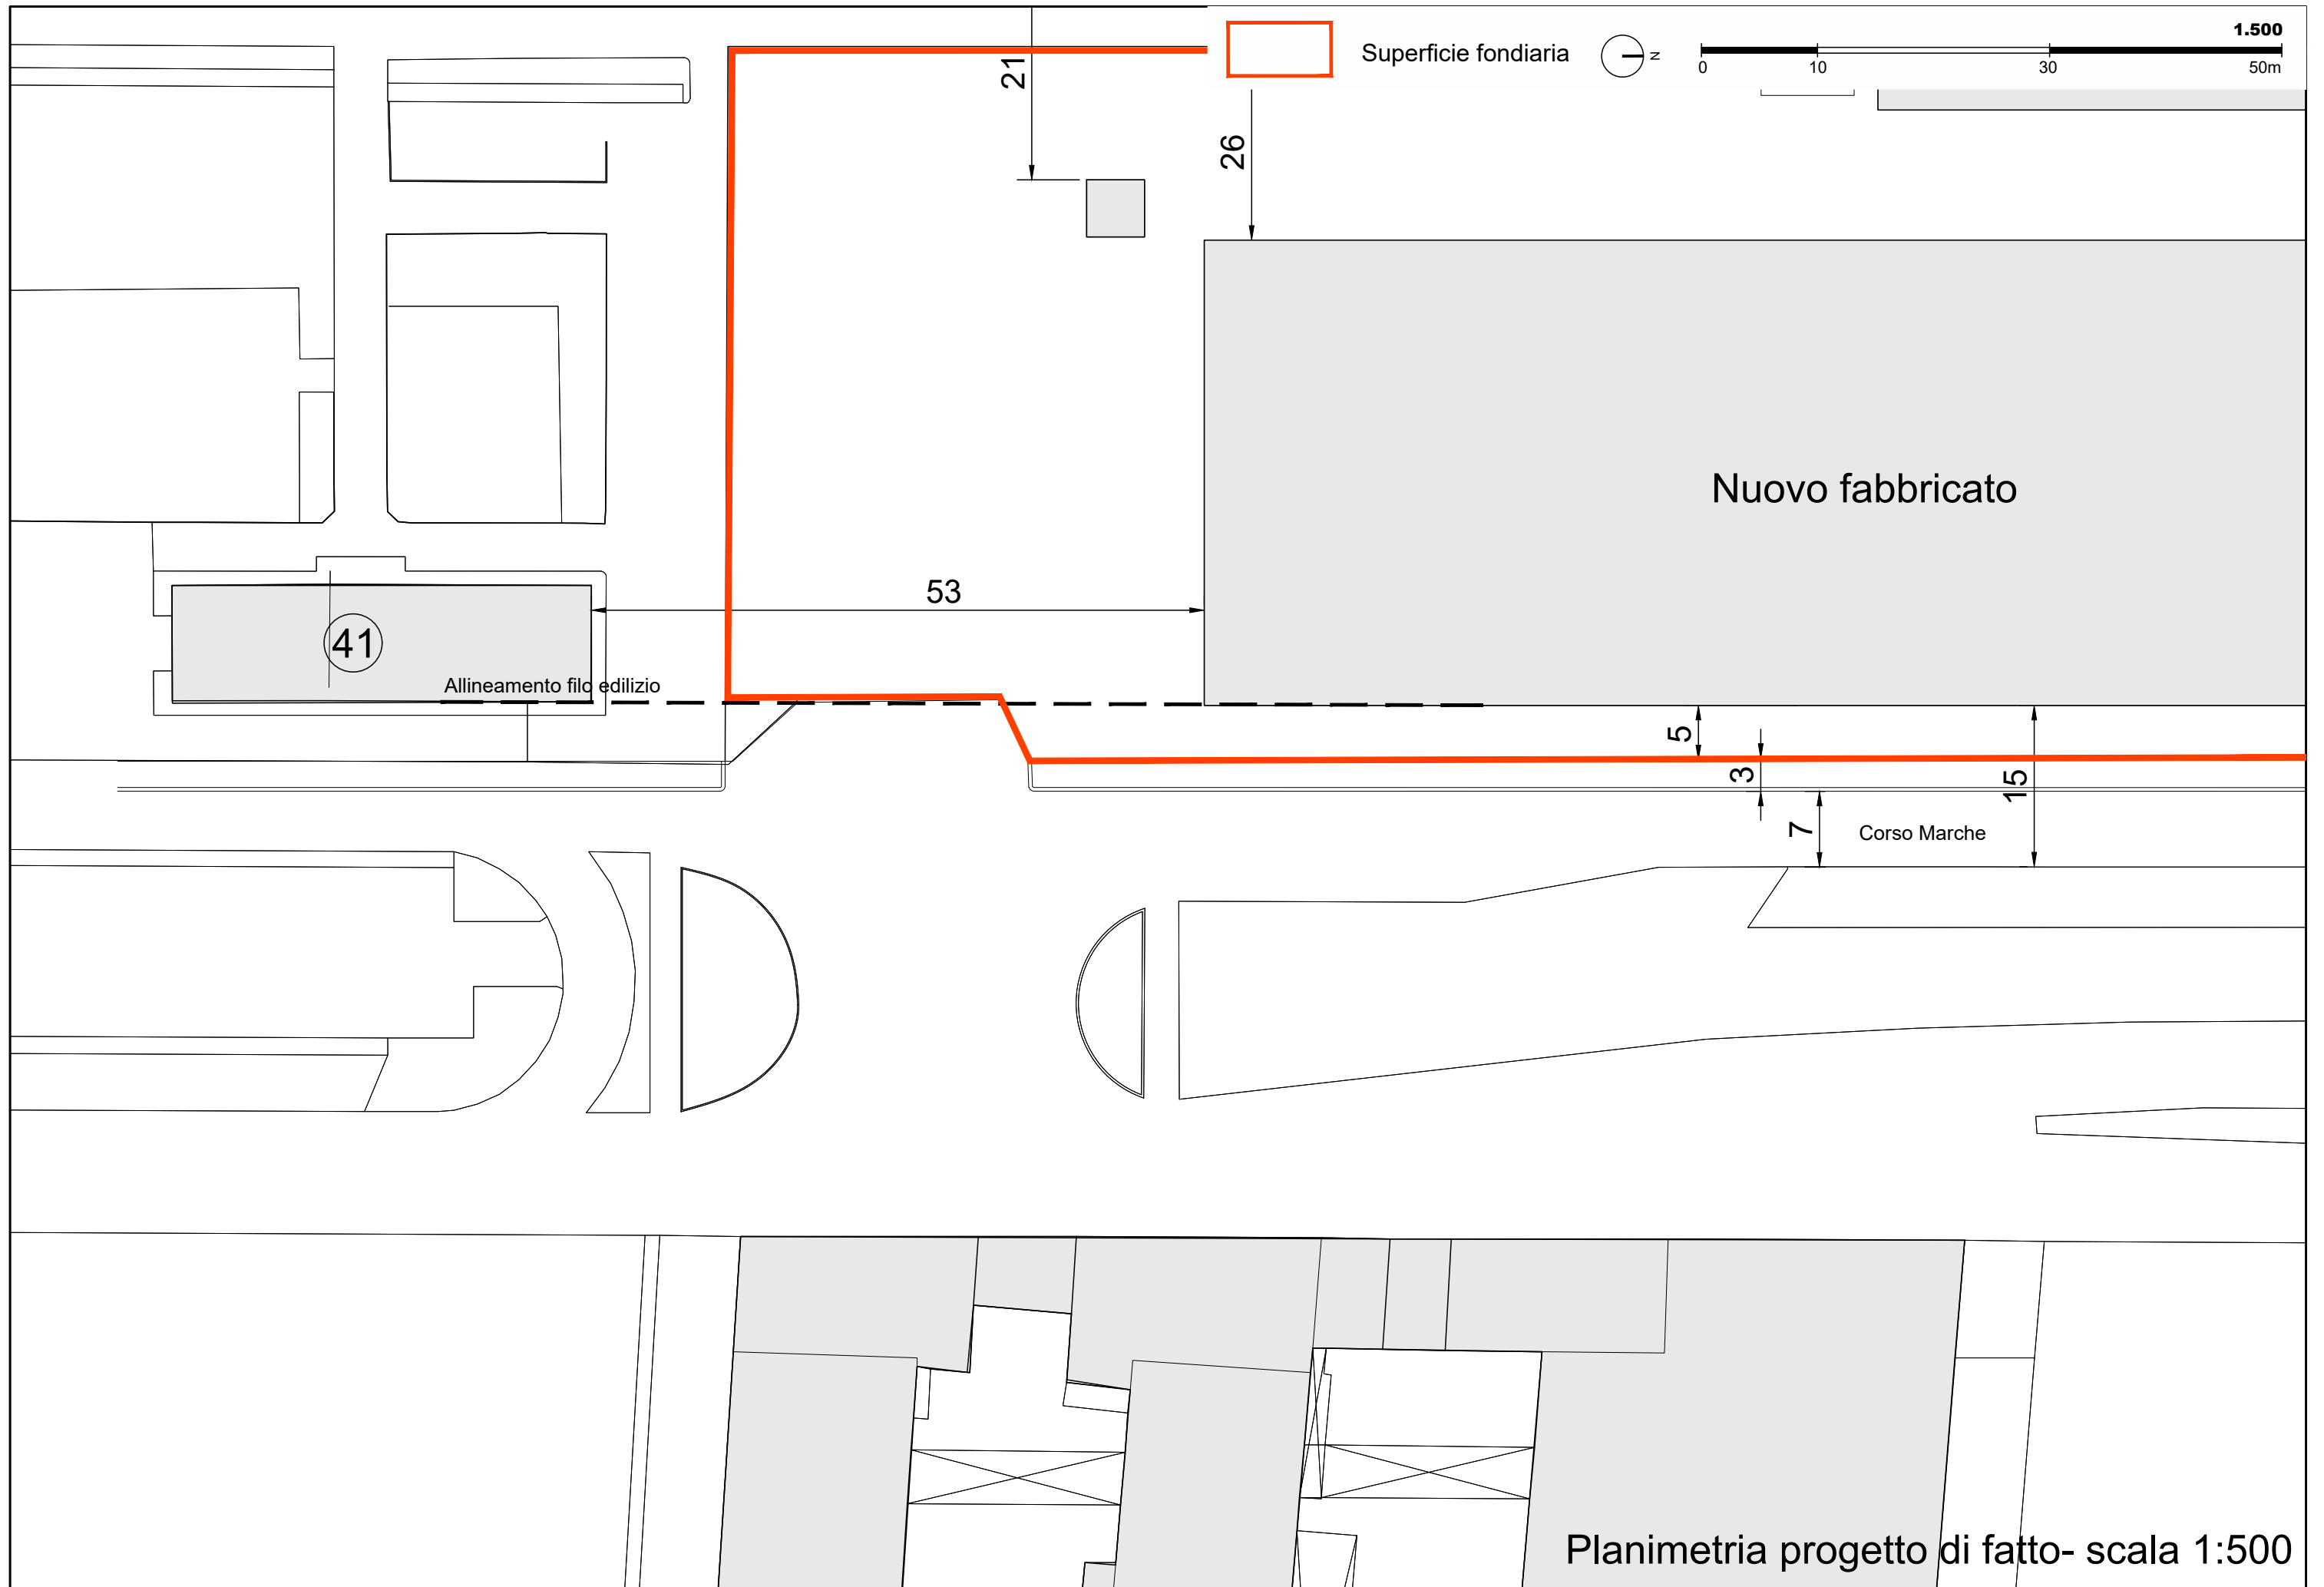 1.500
Superficie fondiaria
N
0 10 30 50m
21
26
Nuovo fabbricato
53
41
Allineamento filo edilizio
5
3
15
7
Corso Marche
Planimetria progetto di fatto- scala 1:500